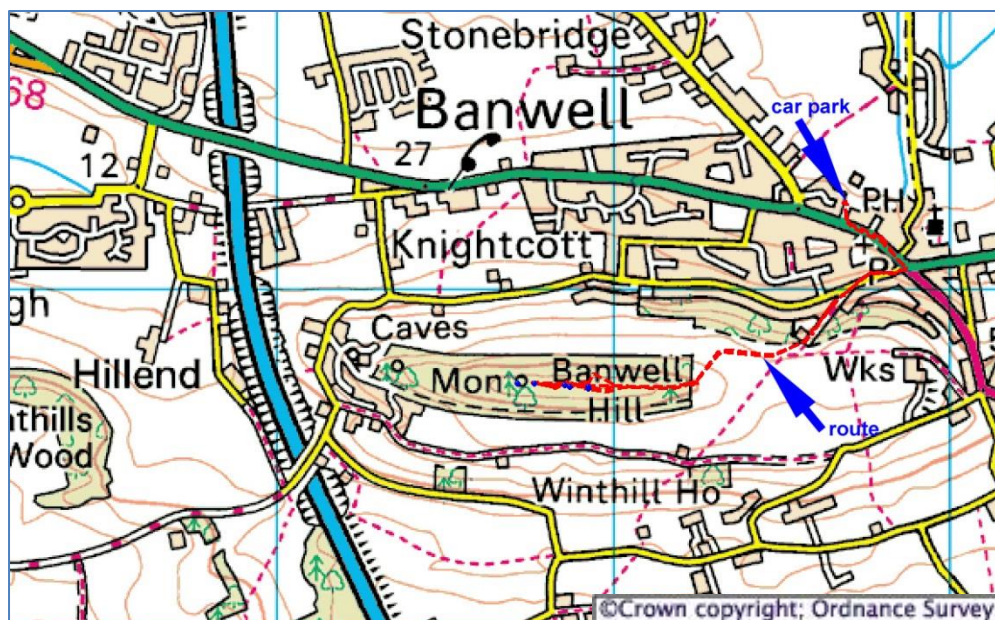 Stonebridge
68
Banwell
car park
12
27
PH
Knightcott
P
gh
Caves
Hillend
Mon
Banwell
Hill
Wks
5
route
nthills
Wood
Winthill Ho
©Crown copyright; Ordnance Survey